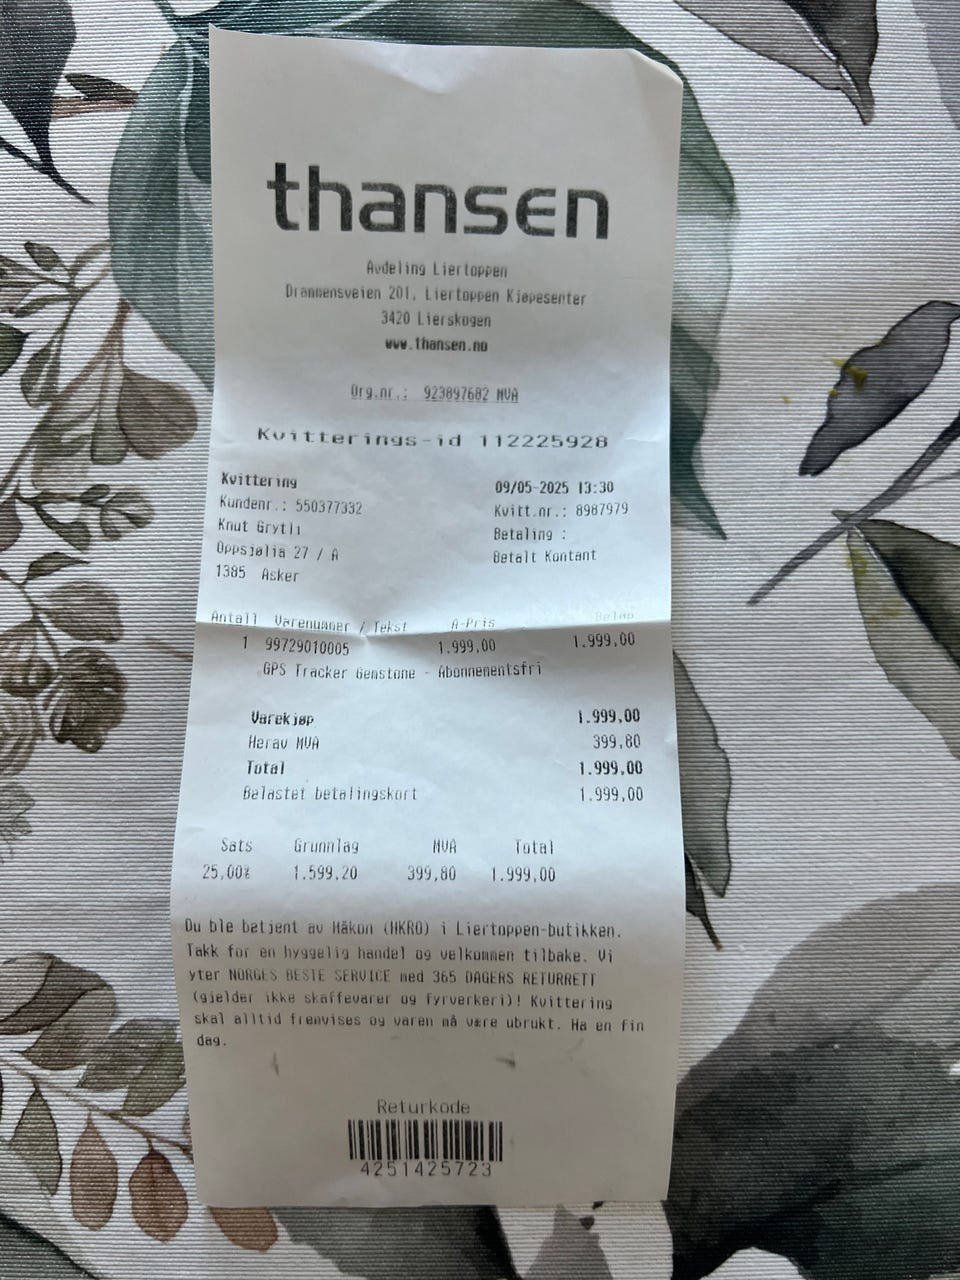 thansen
Avdeling Liertoppen
Drammensveien 201, Liertoppen Kjøpesenter
3420 Lierskogen
www.thansen.no
Org.nr.: 923897682 MVA
Kvitterings-id 112225928
Kvittering 09/05-2025 13:30
Kundenr.: 550377332 Kvitt.nr.: 8987979
Knut Grytli Betaling :
Oppsjølia 27 / A Betalt Kontant
1385 Asker
Antall Varenummer / Tekst A-Pris Beløp
1 99729010005 1.999,00 1.999,00
GPS Tracker Gemstone - Abonnementsfri
Varekjøp 1.999,00
Herav MVA 399,80
Total 1.999,00
Belastet betalingskort 1.999,00
Sats Grunnlag MVA Total
25,00% 1.599,20 399,80 1.999,00
Du ble betjent av Håkon (HKRO) i Liertoppen-butikken.
Takk for en hyggelig handel og velkommen tilbake. Vi
yter NORGES BESTE SERVICE med 365 DAGERS RETURRETT
(gjelder ikke skaffevarer og fyrverkeri)! Kvittering
skal alltid fremvises og varen må være ubrukt. Ha en fin
dag.
Returkode
4251425723